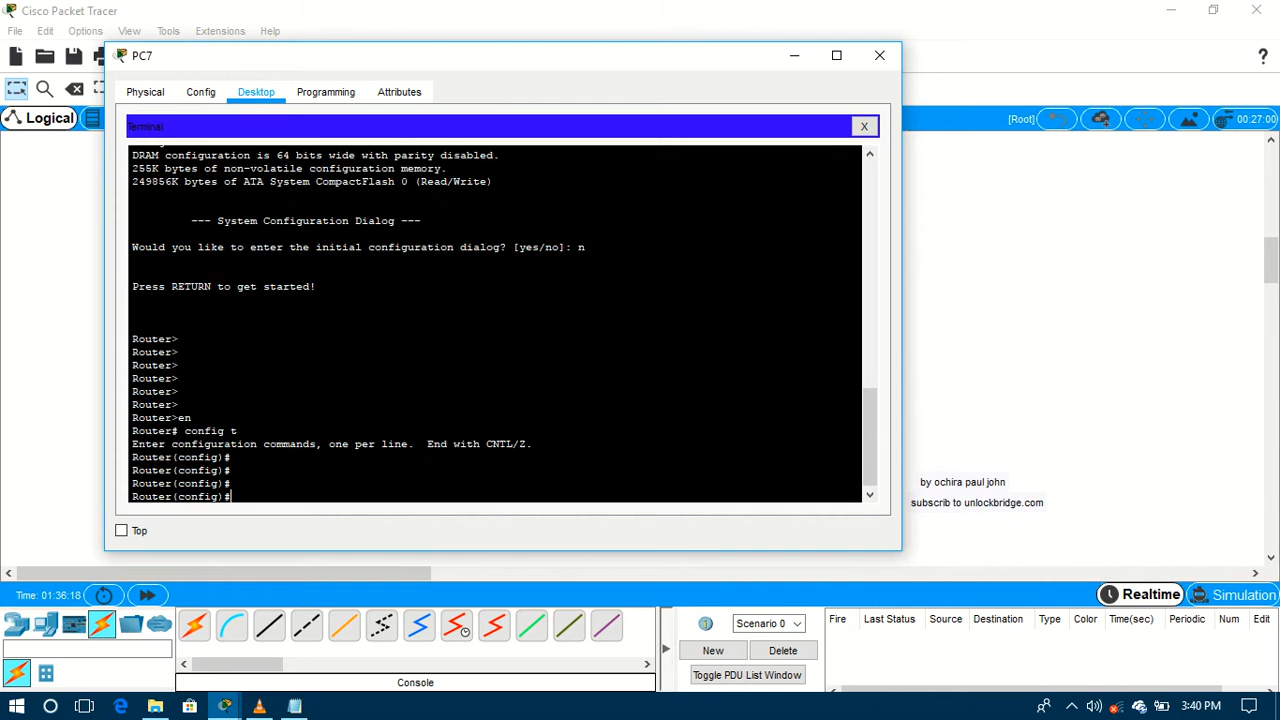 Cisco Packet Tracer
File Edit Options View Tools Extensions Help
PC7
Physical Config Desktop Programming Attributes
Logical
[Root]
00:27:00
Terminal
X
DRAM configuration is 64 bits wide with parity disabled.
255K bytes of non-volatile configuration memory.
249856K bytes of ATA System CompactFlash 0 (Read/Write)
--- System Configuration Dialog ---
Would you like to enter the initial configuration dialog? [yes/no]: n
Press RETURN to get started!
Router>
Router>
Router>
Router>
Router>
Router>
Router>en
Router# config t
Enter configuration commands, one per line.  End with CNTL/Z.
Router(config)#
Router(config)#
Router(config)#
Router(config)#
by ochira paul john
subscrib to unlockbridge.com
Top
Time: 01:36:18
Realtime
Simulation
Scenario 0
New
Delete
Toggle PDU List Window
Fire Last Status Source Destination Type Color Time(sec) Periodic Num Edit
Console
3:40 PM